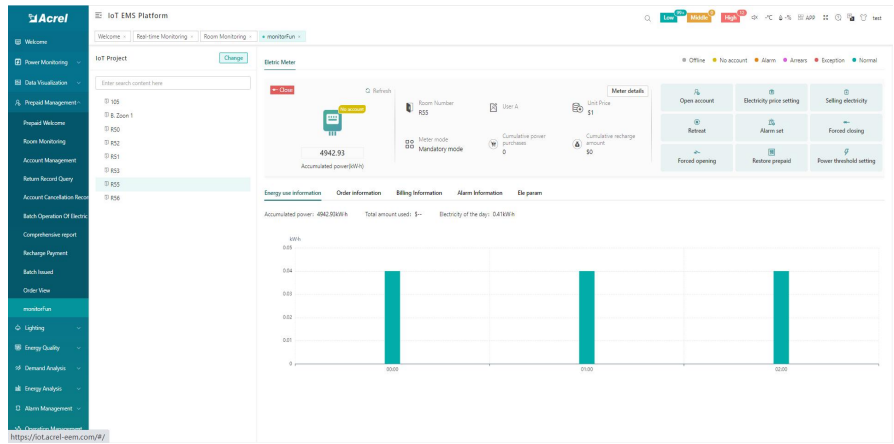 Acrel
IoT EMS Platform
Low 99+
Middle
High
APP
test
Welcome
Real-time Monitoring
Room Monitoring
monitorFun
Welcome
Power Monitoring
Data Visualization
Prepaid Management
Prepaid Welcome
Room Monitoring
Account Management
Return Record Query
Account Cancellation Recor
Batch Operation Of Electric
Comprehensive report
Recharge Payment
Batch Issued
Order View
monitorFun
Lighting
Energy Quality
Demand Analysis
Energy Analysis
Alarm Management
Operation Management
https://iot.acrel-eem.com/#/
IoT Project
Change
Enter search content here
105
B. Zoon 1
R50
R52
R51
R53
R55
R56
Eletric Meter
Offline
No account
Alarm
Arrears
Exception
Normal
Close
Refresh
No account
4942.93
Accumulated power(kW·h)
Meter details
Room Number
R55
User A
Unit Price
$1
Meter mode
Mandatory mode
Cumulative power
purchases
0
Cumulative recharge
amount
$0
Open account
Electricity price setting
Selling electricity
Retreat
Alarm set
Forced closing
Forced opening
Restore prepaid
Power threshold setting
Energy use information
Order information
Billing Information
Alarm Information
Ele param
Accumulated power: 4942.93kW·h
Total amount used: $--
Electricity of the day: 0.41kW·h
kW·h
0.05
0.04
0.03
0.02
0.01
0
00:00
01:00
02:00